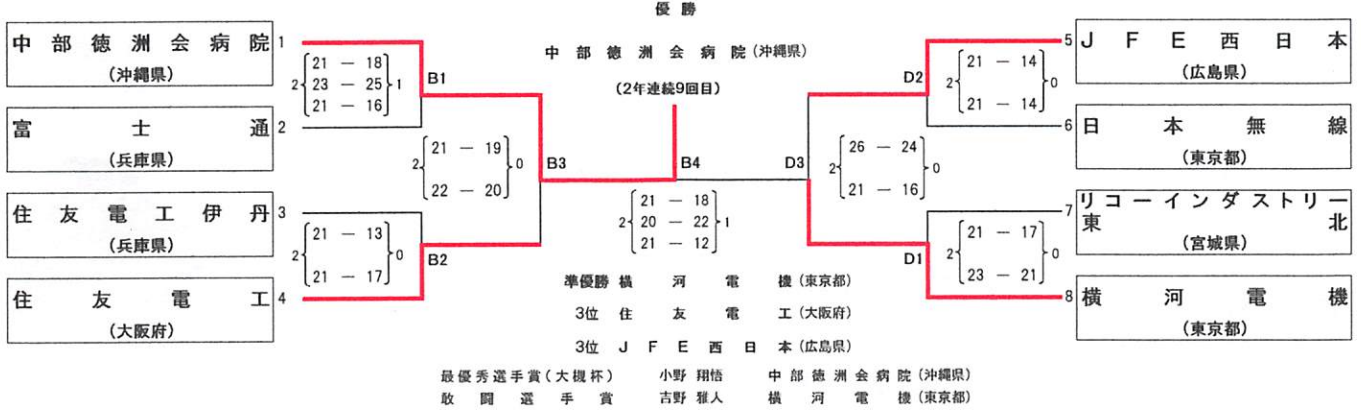 優勝
中部徳洲会病院(沖縄県)
(2年連続9回目)
中部徳洲会病院 1
(沖縄県)
2 21 — 18
23 — 25 1
21 — 16
B1
富士通 2
(兵庫県)
2 21 — 19 0
22 — 20
B3
住友電工伊丹 3
(兵庫県)
2 21 — 13 0
21 — 17
B2
住友電工 4
(大阪府)
B4
21 — 18
2 20 — 22 1
21 — 12
5 JFE西日本
(広島県)
D2
2 21 — 14 0
21 — 14
6 日本無線
(東京都)
D3
2 26 — 24 0
21 — 16
7 リコーインダストリー
東北
(宮城県)
D1
2 21 — 17 0
23 — 21
8 横河電機
(東京都)
準優勝 横河電機(東京都)
3位 住友電工(大阪府)
3位 JFE西日本(広島県)
最優秀選手賞(大機杯) 小野 翔悟 中部徳洲会病院(沖縄県)
敢闘選手賞 吉野 雅人 横河電機(東京都)